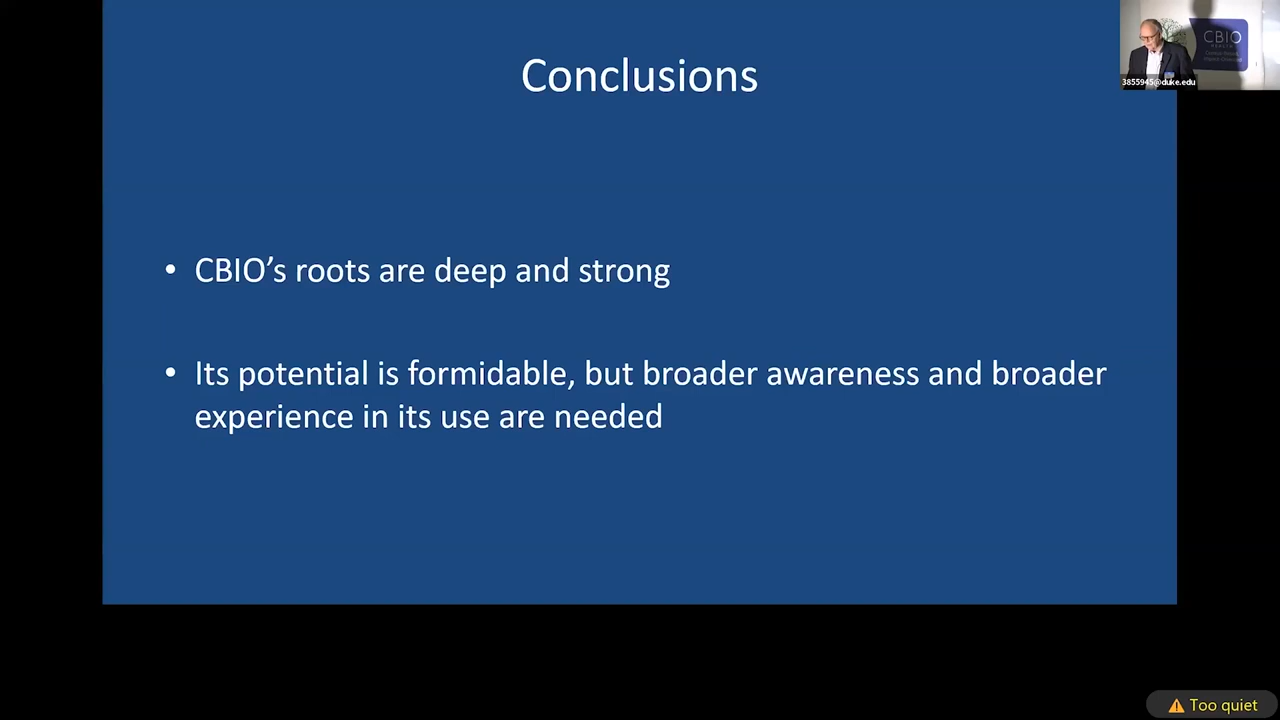 Conclusions
CBIO
3855945@duke.edu
• CBIO’s roots are deep and strong
• Its potential is formidable, but broader awareness and broader
experience in its use are needed
Too quiet